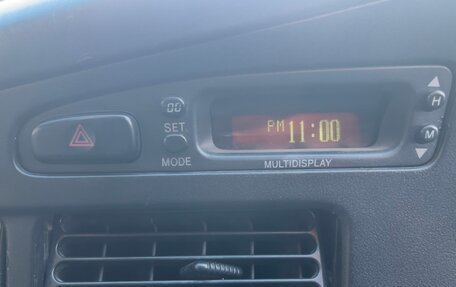 00
SET
MODE
PM 11:00
MULTIDISPLAY
H
M